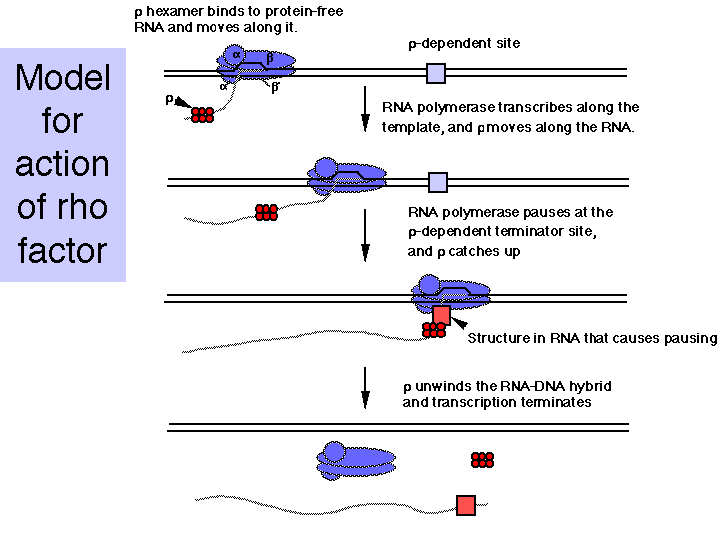 ρ hexamer binds to protein-free
RNA and moves along it.
Model
for
action
of rho
factor
α
β
ρ-dependent site
ρ
α
β'
RNA polymerase transcribes along the
template, and ρ moves along the RNA.
RNA polymerase pauses at the
ρ-dependent terminator site,
and ρ catches up
Structure in RNA that causes pausing
ρ unwinds the RNA-DNA hybrid
and transcription terminates